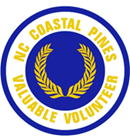 NC COASTAL PINES
VALUABLE VOLUNTEER